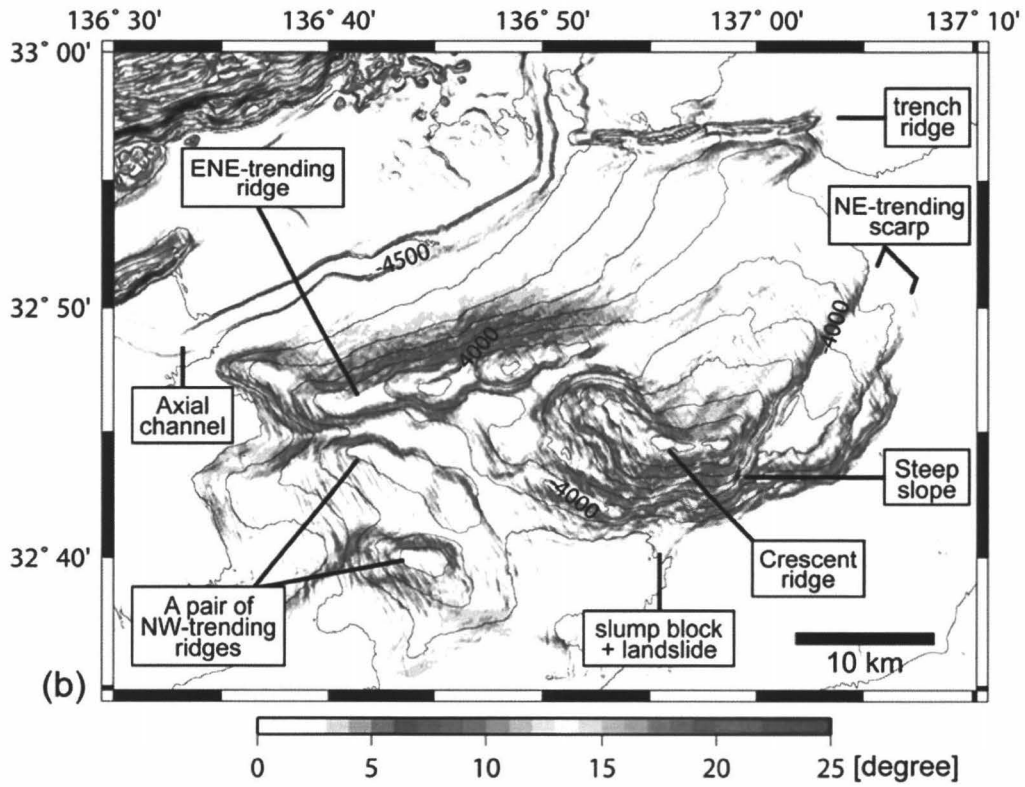 136° 30'
136° 40'
136° 50'
137° 00'
137° 10'
33° 00'
trench
ridge
ENE-trending
ridge
NE-trending
scarp
-4500
32° 50'
-4000
4000
Axial
channel
Steep
slope
-4000
32° 40'
Crescent
ridge
A pair of
NW-trending
ridges
slump block
+ landslide
10 km
(b)
0
5
10
15
20
25
[degree]